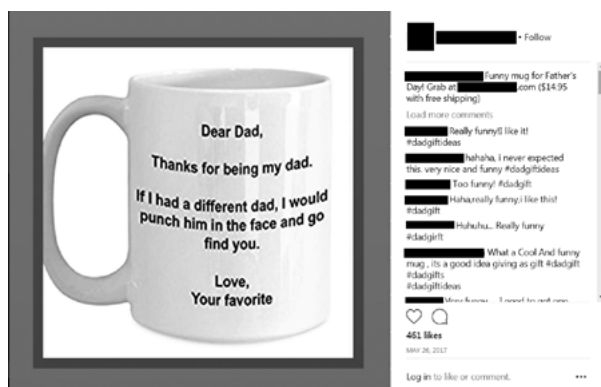 Dear Dad,
Thanks for being my dad.
If I had a different dad, I would
punch him in the face and go
find you.
Love,
Your favorite
• Follow
Funny mug for Father's
Day! Grab at .com ($14.95
with free shipping)
Load more comments
Really funny!I like it!
#dadgiftideas
hahaha, i never expected
this. very nice and funny #dadgiftideas
Too funny! #dadgift
Haha,really funny,i like this!
#dadgift
Huhuhu... Really funny
#dadgirft
What a Cool And funny
mug , its a good idea giving as gift #dadgift
#dadgifts
#dadgiftideas
461 likes
MAY 26, 2017
Log in to like or comment.